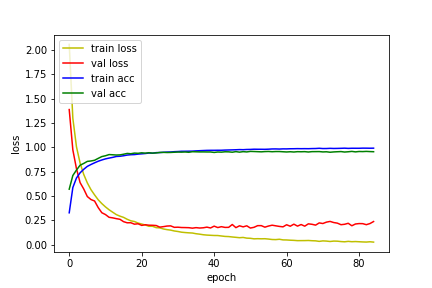 2.00
1.75
1.50
1.25
1.00
0.75
0.50
0.25
0.00
loss
train loss
val loss
train acc
val acc
0 20 40 60 80
epoch